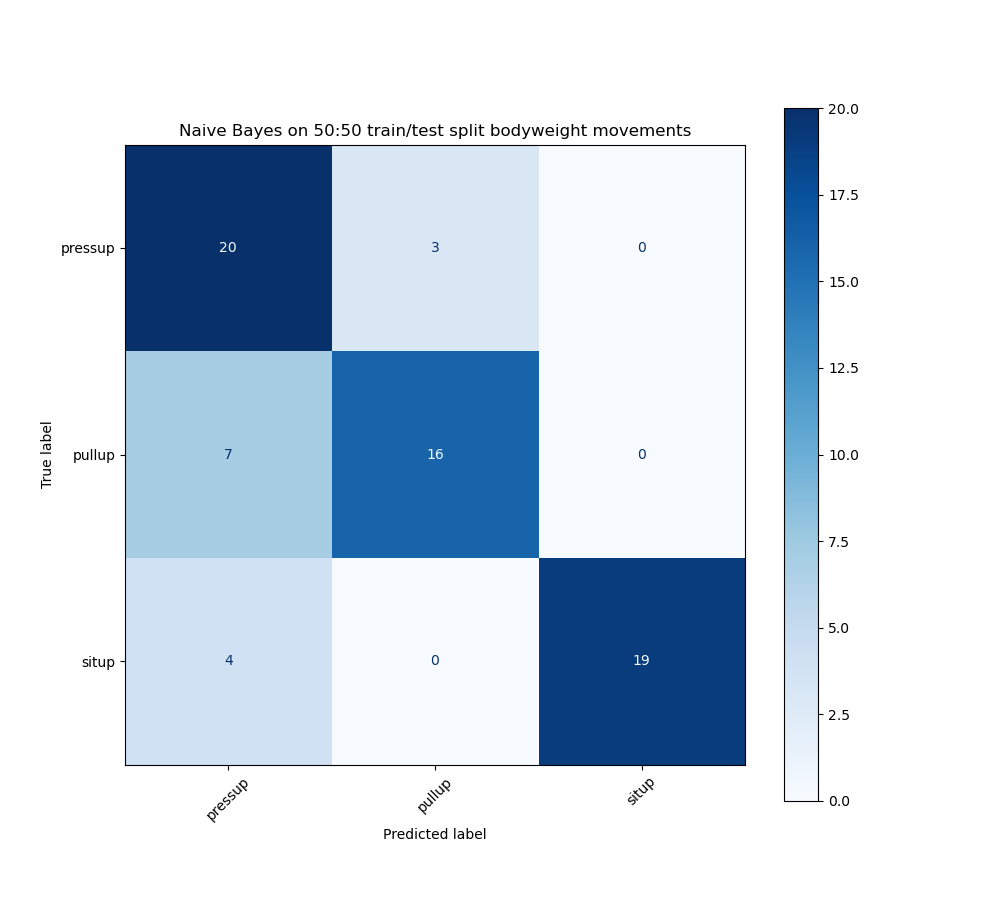 Naive Bayes on 50:50 train/test split bodyweight movements
True label
pressup
20
3
0
pullup
7
16
0
situp
4
0
19
pressup
pullup
situp
Predicted label
20.0
17.5
15.0
12.5
10.0
7.5
5.0
2.5
0.0